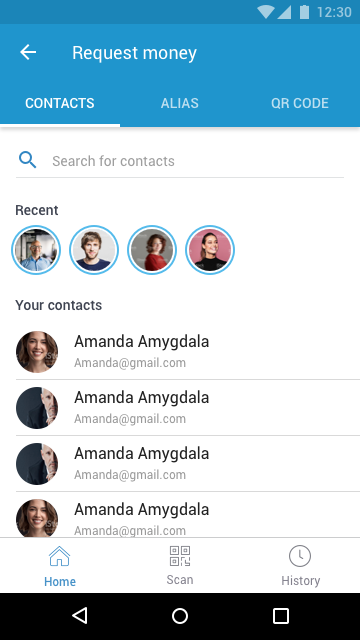 12:30
Request money
CONTACTS ALIAS QR CODE
Search for contacts
Recent
Your contacts
Amanda Amygdala
Amanda@gmail.com
Amanda Amygdala
Amanda@gmail.com
Amanda Amygdala
Amanda@gmail.com
Amanda Amygdala
Amanda@gmail.com
Home Scan History